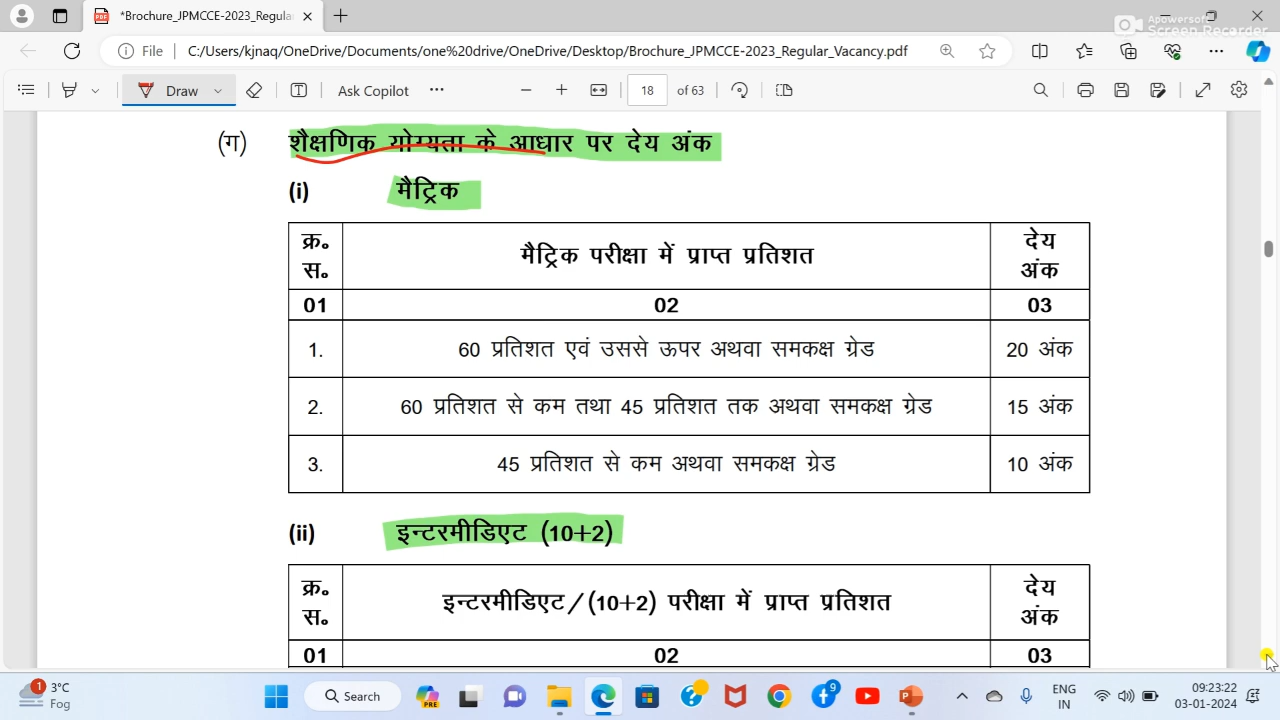 *Brochure_JPMCCE-2023_Regular
Apowersoft
Screen Recorder
File C:/Users/kjnaq/OneDrive/Documents/one%20drive/OneDrive/Desktop/Brochure_JPMCCE-2023_Regular_Vacancy.pdf
Draw Ask Copilot 18 of 63
(ग) शैक्षणिक योग्यता के आधार पर देय अंक
(i) मैट्रिक
क्र॰ स॰ मैट्रिक परीक्षा में प्राप्त प्रतिशत देय अंक
01 02 03
1. 60 प्रतिशत एवं उससे ऊपर अथवा समकक्ष ग्रेड 20 अंक
2. 60 प्रतिशत से कम तथा 45 प्रतिशत तक अथवा समकक्ष ग्रेड 15 अंक
3. 45 प्रतिशत से कम अथवा समकक्ष ग्रेड 10 अंक
(ii) इन्टरमीडिएट (10+2)
क्र॰ स॰ इन्टरमीडिएट/(10+2) परीक्षा में प्राप्त प्रतिशत देय अंक
01 02 03
1 3°C Search PRE 9 ENG 09:23:22
Fog IN 03-01-2024